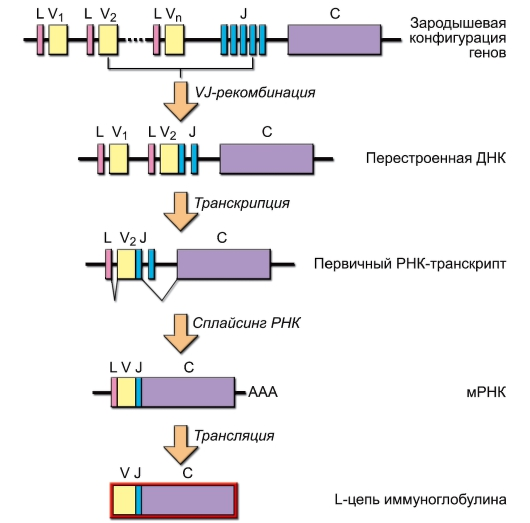 L V1 L V2 L Vn J C
Зародышевая
конфигурация
генов
VJ-рекомбинация
L V1 L V2 J C
Перестроенная ДНК
Транскрипция
L V2 J C
Первичный РНК-транскрипт
Сплайсинг РНК
L V J C
AAA
мРНК
Трансляция
V J C
L-цепь иммуноглобулина